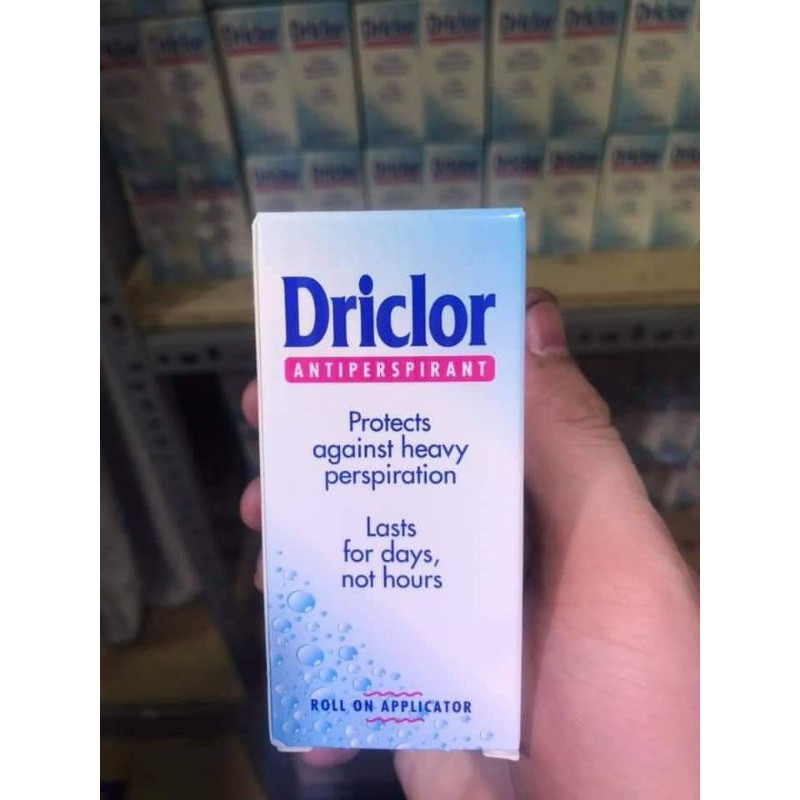 Driclor
ANTIPERSPIRANT
Protects
against heavy
perspiration
Lasts
for days,
not hours
ROLL ON APPLICATOR